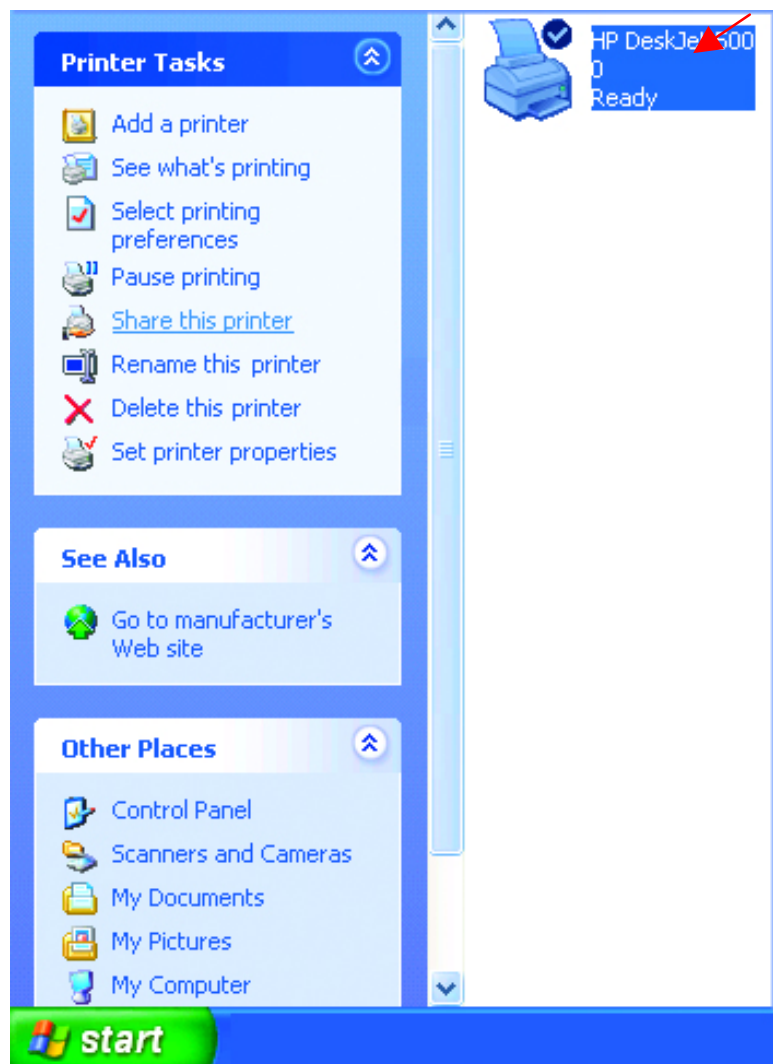 Printer Tasks
Add a printer
See what's printing
Select printing
preferences
Pause printing
Share this printer
Rename this printer
Delete this printer
Set printer properties
See Also
Go to manufacturer's
Web site
Other Places
Control Panel
Scanners and Cameras
My Documents
My Pictures
My Computer
HP DeskJet 600
0
Ready
start